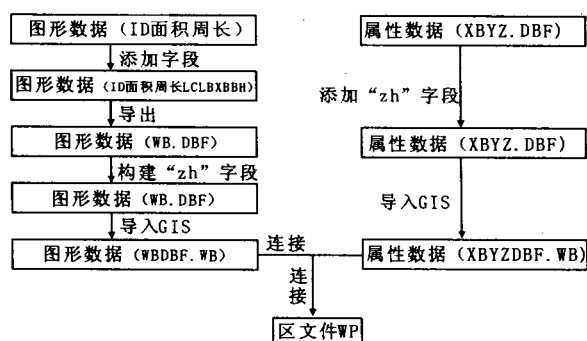 图形数据(ID面积周长)
添加字段
图形数据(ID面积周长LCLBXBBH)
导出
图形数据(WB.DBF)
构建“zh”字段
图形数据(WB.DBF)
导入GIS
图形数据(WBDBF.WB)
属性数据(XBYZ.DBF)
添加“zh”字段
属性数据(XBYZ.DBF)
导入GIS
属性数据(XBYZDBF.WB)
连接
连接
区文件WP